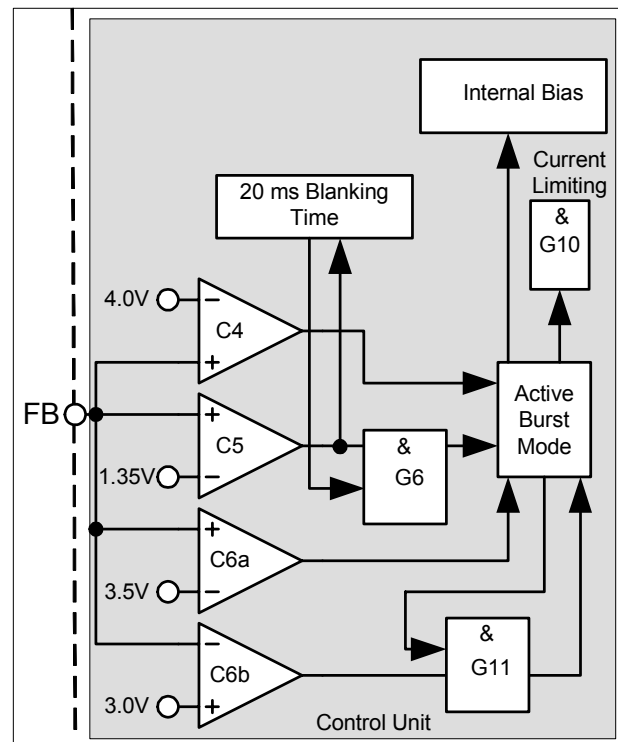 Internal Bias
Current
Limiting
20 ms Blanking
Time
&
G10
4.0V
−
C4
+
FB
+
C5
−
1.35V
&
G6
Active
Burst
Mode
+
C6a
−
3.5V
−
C6b
+
3.0V
&
G11
Control Unit